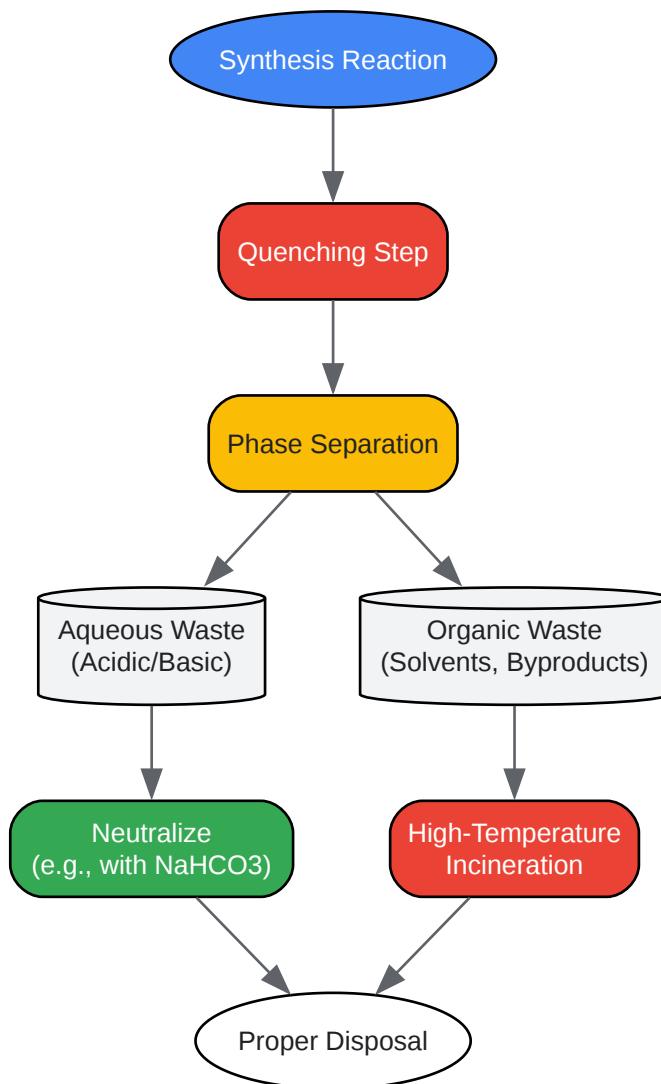 Synthesis Reaction
Quenching Step
Phase Separation
Aqueous Waste
(Acidic/Basic)
Organic Waste
(Solvents, Byproducts)
Neutralize
(e.g., with NaHCO3)
High-Temperature
Incineration
Proper Disposal